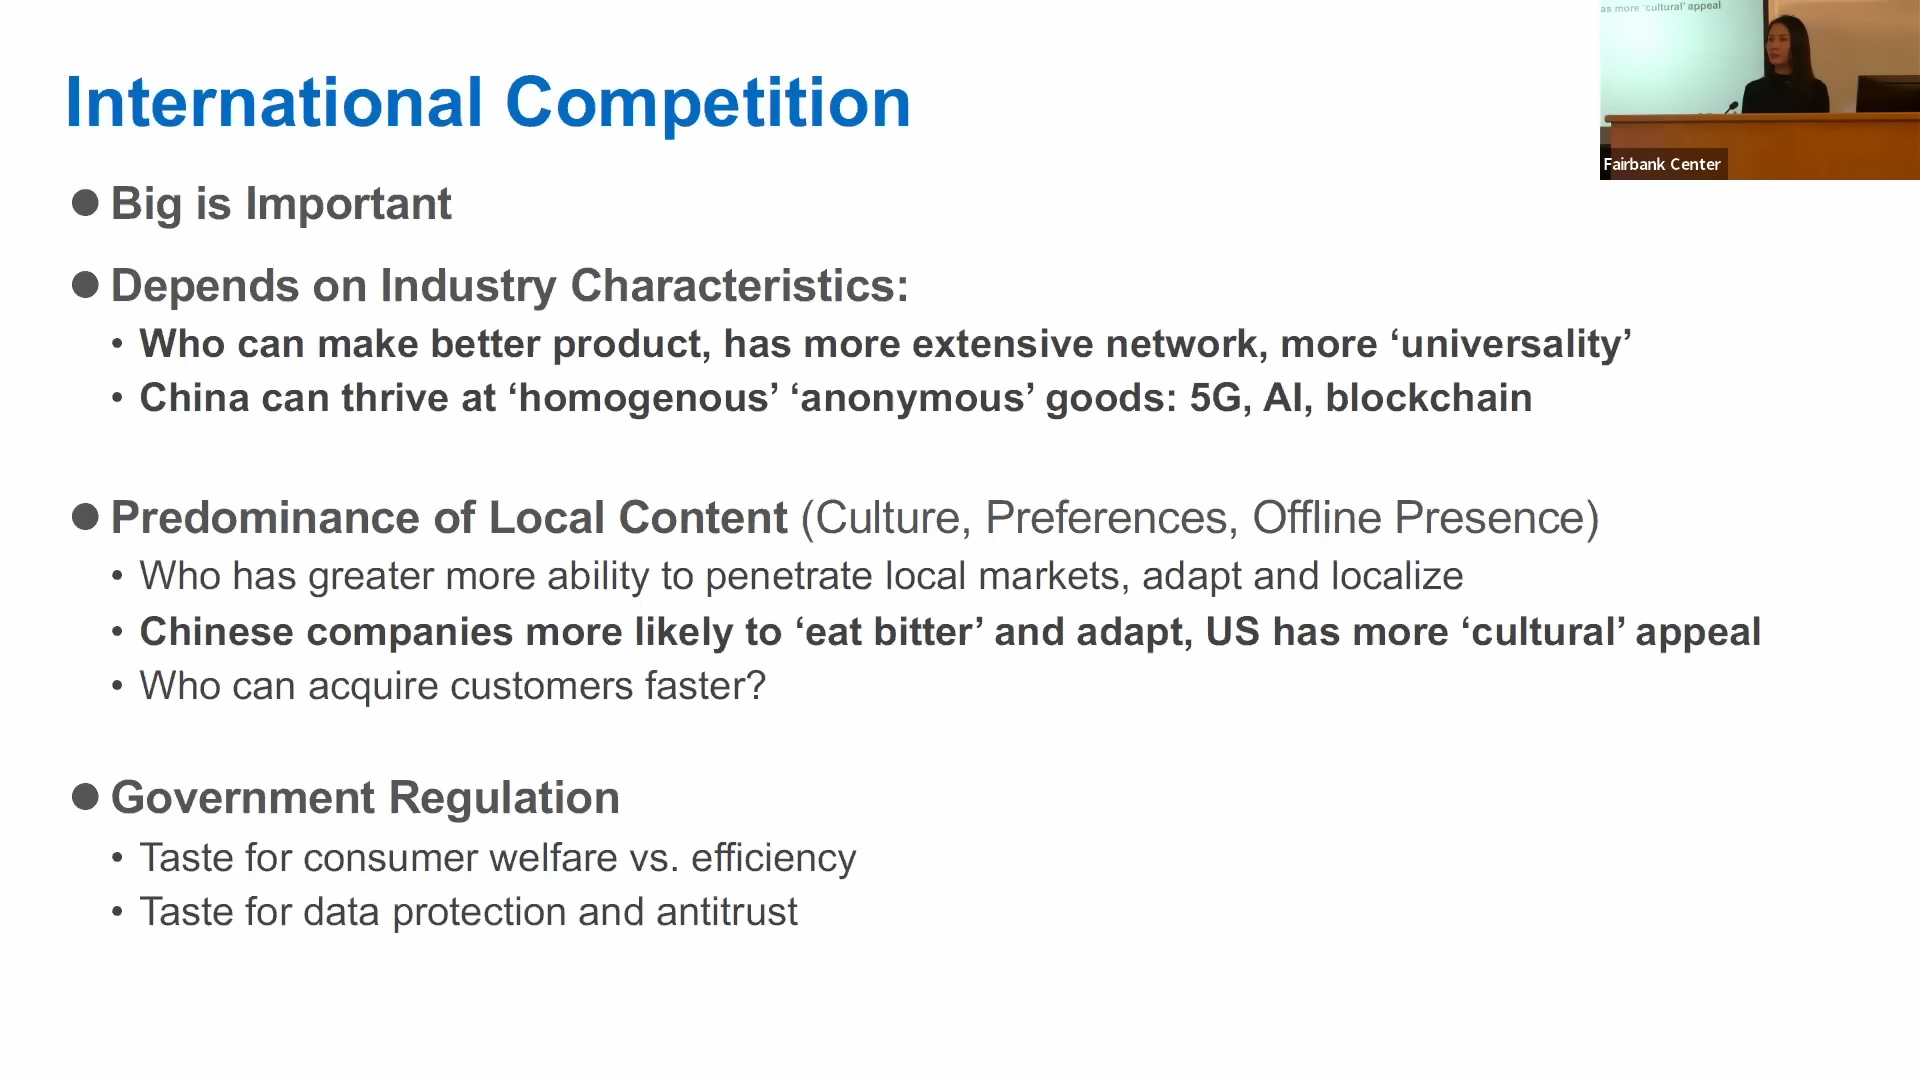 as more ‘cultural’ appeal
Fairbank Center
International Competition
● Big is Important
● Depends on Industry Characteristics:
• Who can make better product, has more extensive network, more ‘universality’
• China can thrive at ‘homogenous’ ‘anonymous’ goods: 5G, AI, blockchain
● Predominance of Local Content (Culture, Preferences, Offline Presence)
• Who has greater more ability to penetrate local markets, adapt and localize
• Chinese companies more likely to ‘eat bitter’ and adapt, US has more ‘cultural’ appeal
• Who can acquire customers faster?
● Government Regulation
• Taste for consumer welfare vs. efficiency
• Taste for data protection and antitrust